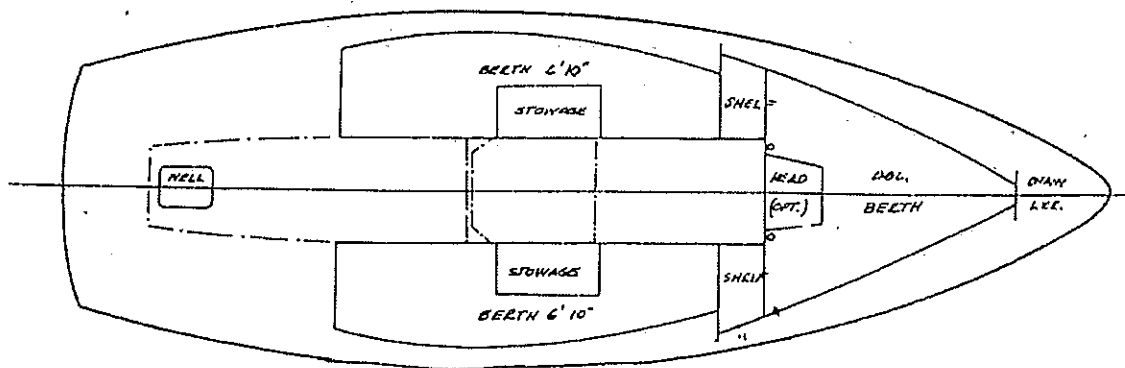 BERTH 6'10"
STOWAGE
SHELF
WELL
HEAD
(OPT.)
DBL.
BERTH
CHAIN
LKR.
STOWAGE
SHELF
BERTH 6'10"